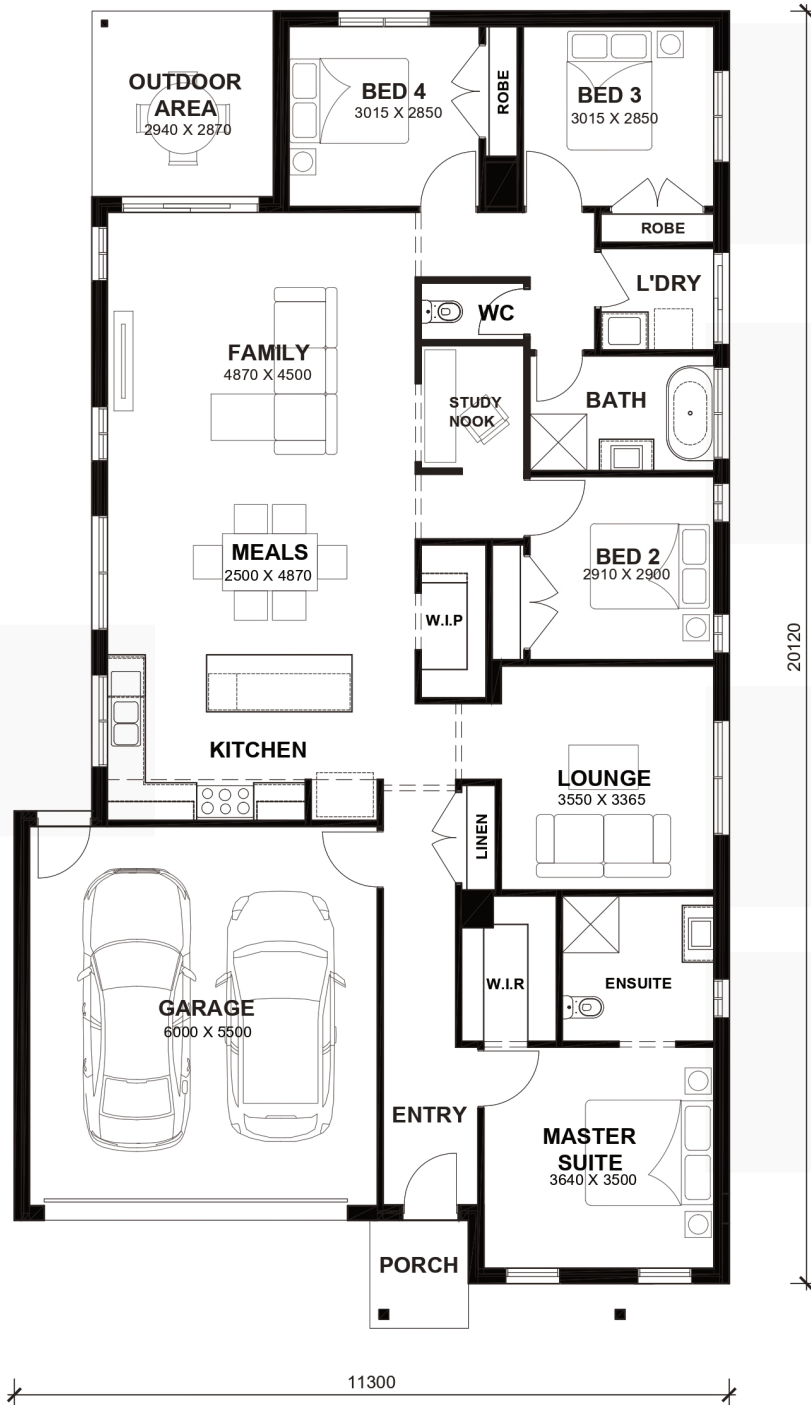 OUTDOOR
AREA
2940 X 2870
BED 4
3015 X 2850
ROBE
BED 3
3015 X 2850
ROBE
L'DRY
WC
FAMILY
4870 X 4500
STUDY
NOOK
BATH
MEALS
2500 X 4870
BED 2
2910 X 2900
W.I.P
20120
KITCHEN
LOUNGE
3550 X 3365
LINEN
W.I.R
ENSUITE
GARAGE
6000 X 5500
ENTRY
MASTER
SUITE
3640 X 3500
PORCH
11300